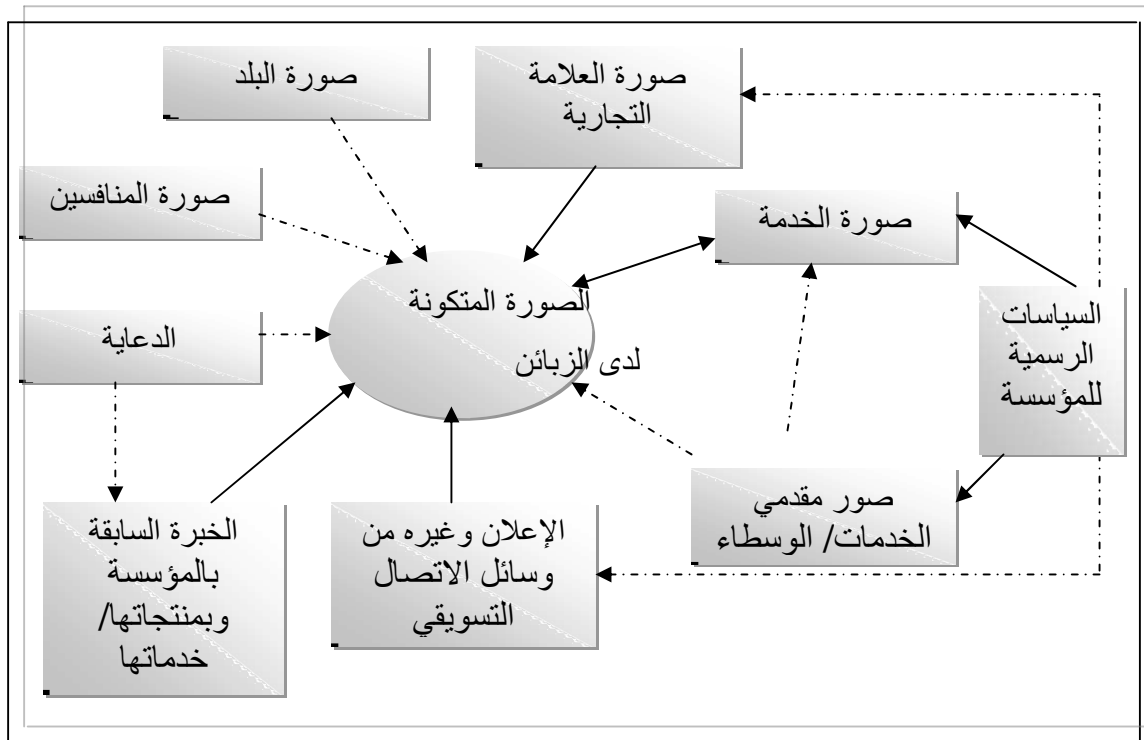 صورة العلامة
التجارية
صورة البلد
صورة المنافسين
صورة الخدمة
السياسات
الرسمية
للمؤسسة
الصورة المتكونة
لدى الزبائن
الدعاية
صور مقدمي
الخدمات/ الوسطاء
الإعلان وغيره من
وسائل الاتصال
التسويقي
الخبرة السابقة
بالمؤسسة
وبمنتجاتها/
خدماتها